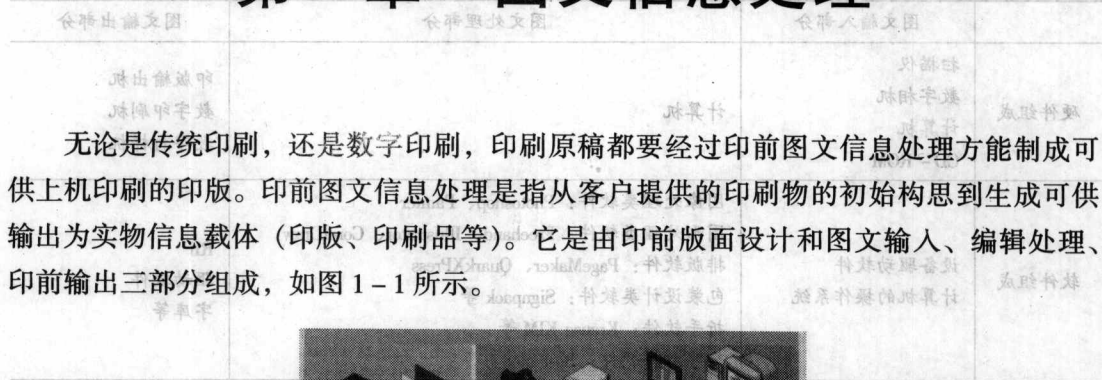 图文信息处理
无论是传统印刷，还是数字印刷，印刷原稿都要经过印前图文信息处理方能制成可
供上机印刷的印版。印前图文信息处理是指从客户提供的印刷物的初始构思到生成可供
输出为实物信息载体（印版、印刷品等）。它是由印前版面设计和图文输入、编辑处理、
印前输出三部分组成，如图1-1所示。